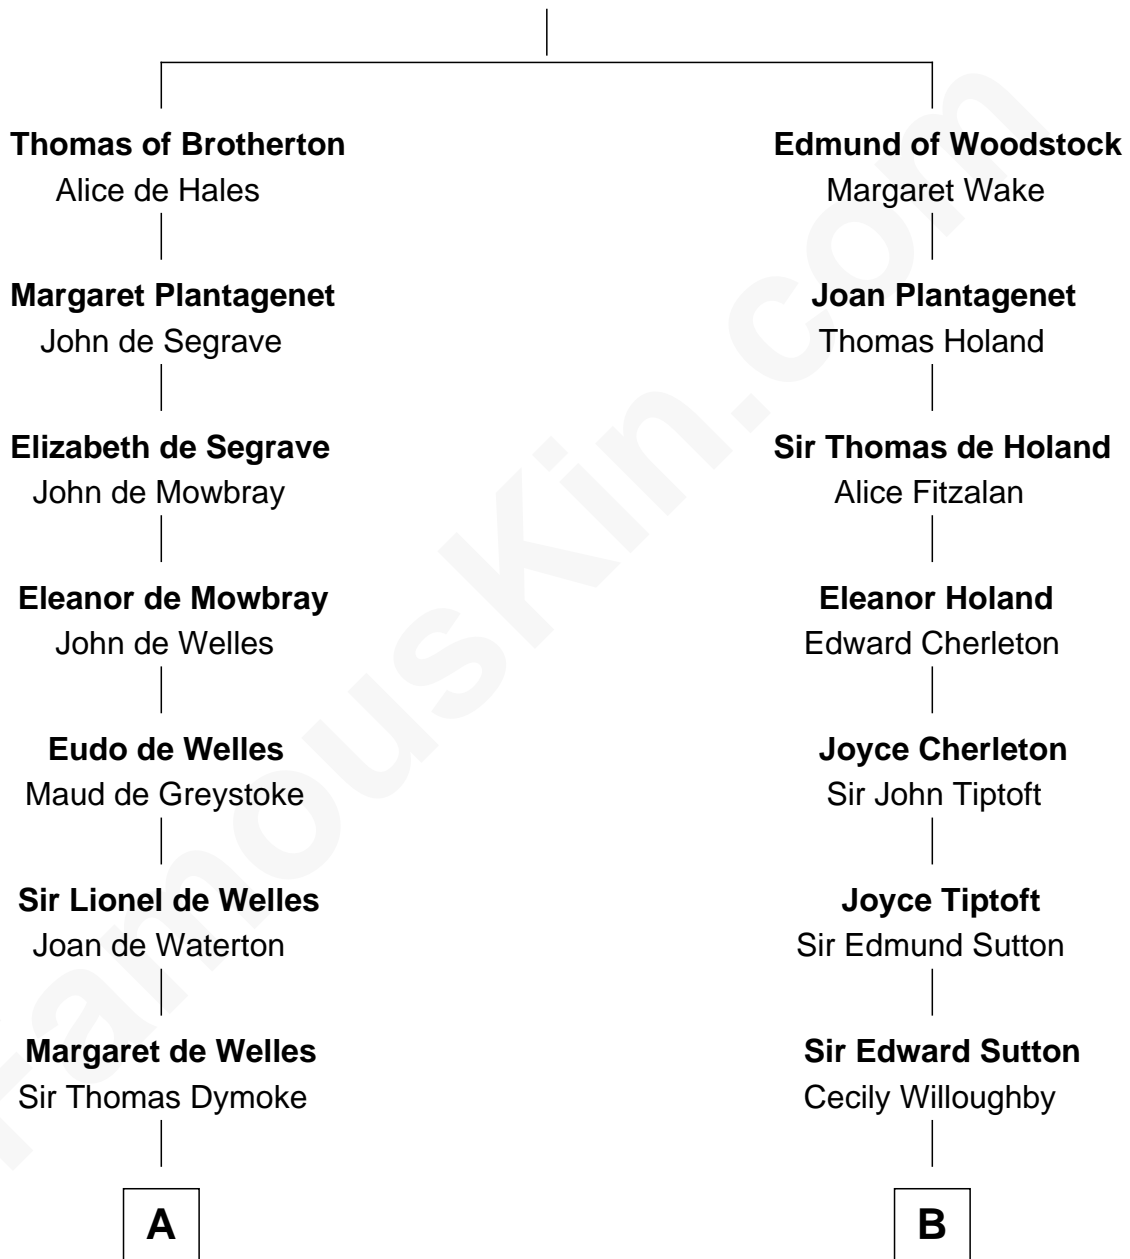 Thomas of Brotherton
Alice de Hales
Margaret Plantagenet
John de Segrave
Elizabeth de Segrave
John de Mowbray
Eleanor de Mowbray
John de Welles
Eudo de Welles
Maud de Greystoke
Sir Lionel de Welles
Joan de Waterton
Margaret de Welles
Sir Thomas Dymoke
A
Edmund of Woodstock
Margaret Wake
Joan Plantagenet
Thomas Holand
Sir Thomas de Holand
Alice Fitzalan
Eleanor Holand
Edward Cherleton
Joyce Cherleton
Sir John Tiptoft
Joyce Tiptoft
Sir Edmund Sutton
Sir Edward Sutton
Cecily Willoughby
B
FamousKin.com